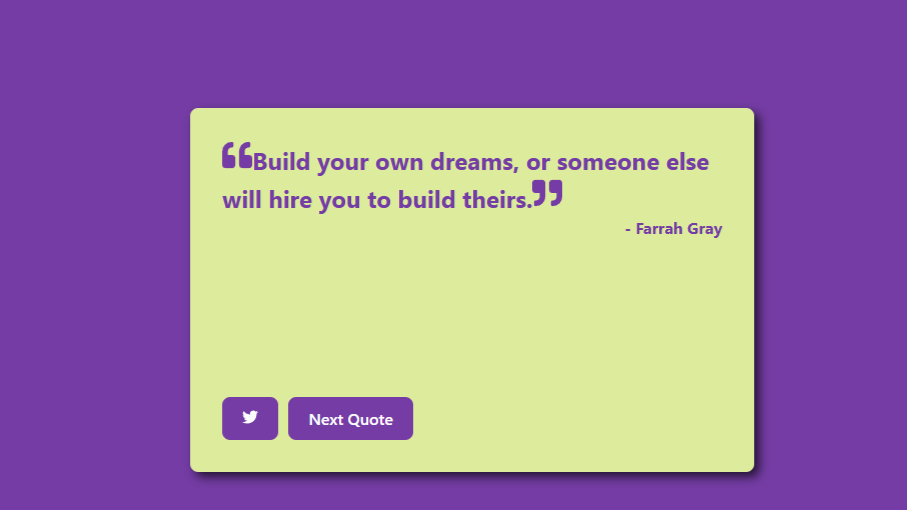 “Build your own dreams, or someone else
will hire you to build theirs.”
- Farrah Gray
Next Quote